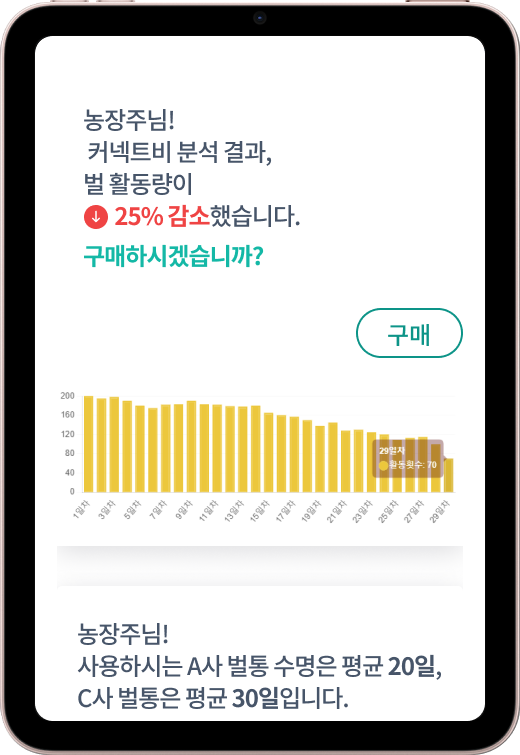 농장주님!
커넥트비 분석 결과,
벌 활동량이
25% 감소했습니다.
구매하시겠습니까?
구매
200
160
120
80
40
0
29일차
활동횟수: 70
1일차 3일차 5일차 7일차 9일차 11일차 13일차 15일차 17일차 19일차 21일차 23일차 25일차 27일차 29일차
농장주님!
사용하시는 A사 벌통 수명은 평균 20일,
C사 벌통은 평균 30일입니다.